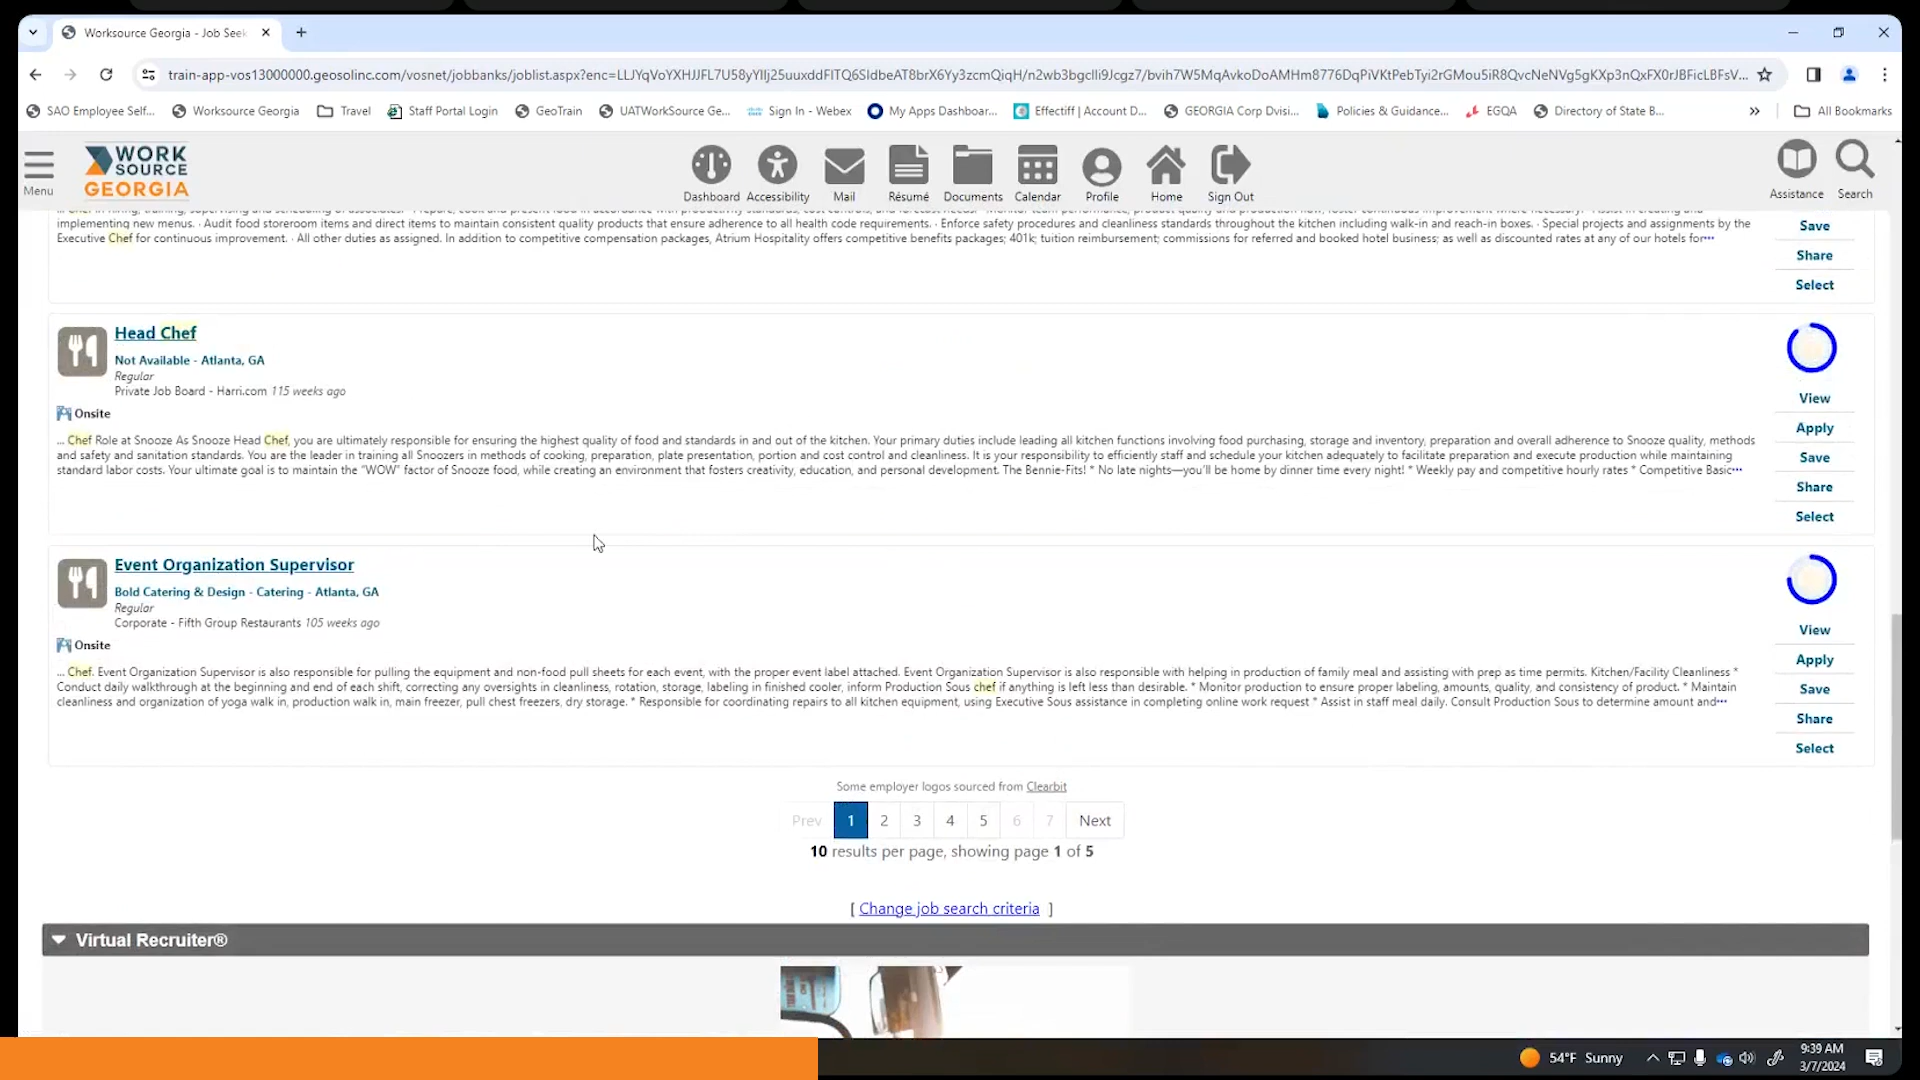 Worksource Georgia - Job Seek
train-app-vos13000000.geosolinc.com/vosnet/jobbanks/joblist.aspx?enc=
SAO Employee Self... Worksource Georgia Travel Staff Portal Login GeoTrain UATWorkSource Ge... Sign In - Webex My Apps Dashboar... Effectiff | Account D... GEORGIA Corp Dvisi... Policies & Guidance... EGQA Directory of State B... » All Bookmarks
Menu
WORK
SOURCE
GEORGIA
Dashboard Accessibility Mail Résumé Documents Calendar Profile Home Sign Out Assistance Search
implementing new menus. · Audit food storeroom items and direct items to maintain consistent quality products that ensure adherence to all health code requirements. · Enforce safety procedures and cleanliness standards throughout the kitchen including walk-in and reach-in boxes. · Special projects and assignments by the
Executive Chef for continuous improvement. · All other duties as assigned. In addition to competitive compensation packages, Atrium Hospitality offers competitive benefits packages; 401k; tuition reimbursement; commissions for referred and booked hotel business; as well as discounted rates at any of our hotels for•••
Save
Share
Select
Head Chef
Not Available - Atlanta, GA
Regular
Private Job Board - Harri.com 115 weeks ago
Onsite
... Chef Role at Snooze As Snooze Head Chef, you are ultimately responsible for ensuring the highest quality of food and standards in and out of the kitchen. Your primary duties include leading all kitchen functions involving food purchasing, storage and inventory, preparation and overall adherence to Snooze quality, methods
and safety and sanitation standards. You are the leader in training all Snoozers in methods of cooking, preparation, plate presentation, portion and cost control and cleanliness. It is your responsibility to efficiently staff and schedule your kitchen adequately to facilitate preparation and execute production while maintaining
standard labor costs. Your ultimate goal is to maintain the "WOW" factor of Snooze food, while creating an environment that fosters creativity, education, and personal development. The Bennie-Fits! * No late nights—you'll be home by dinner time every night! * Weekly pay and competitive hourly rates * Competitive Basic•••
View
Apply
Save
Share
Select
Event Organization Supervisor
Bold Catering & Design - Catering - Atlanta, GA
Regular
Corporate - Fifth Group Restaurants 105 weeks ago
Onsite
... Chef. Event Organization Supervisor is also responsible for pulling the equipment and non-food pull sheets for each event, with the proper event label attached. Event Organization Supervisor is also responsible with helping in production of family meal and assisting with prep as time permits. Kitchen/Facility Cleanliness *
Conduct daily walkthrough at the beginning and end of each shift, correcting any oversights in cleanliness, rotation, storage, labeling in finished cooler, inform Production Sous chef if anything is left less than desirable. * Monitor production to ensure proper labeling, amounts, quality, and consistency of product. * Maintain
cleanliness and organization of yoga walk in, production walk in, main freezer, pull chest freezers, dry storage. * Responsible for coordinating repairs to all kitchen equipment, using Executive Sous assistance in completing online work request * Assist in staff meal daily. Consult Production Sous to determine amount and•••
View
Apply
Save
Share
Select
Some employer logos sourced from Clearbit
Prev 1 2 3 4 5 6 7 Next
10 results per page, showing page 1 of 5
[ Change job search criteria ]
Virtual Recruiter®
54°F Sunny
9:39 AM
3/7/2024